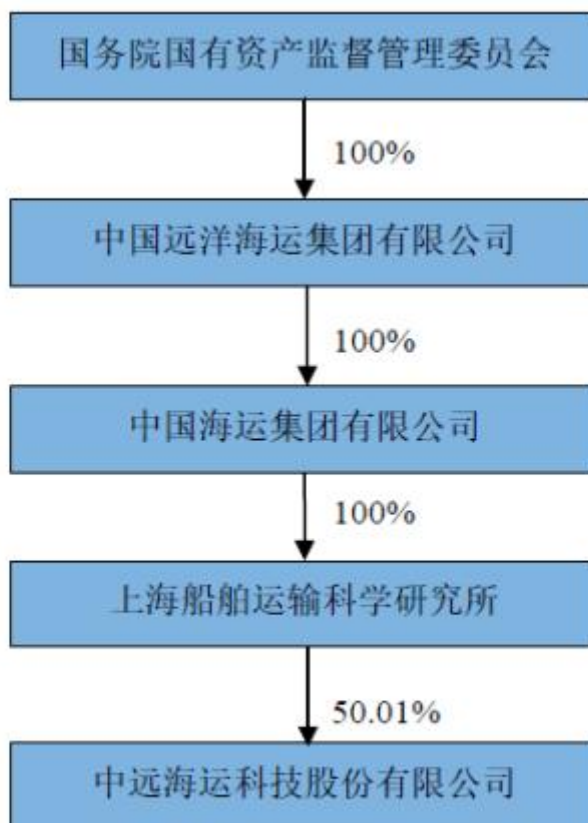 国务院国有资产监督管理委员会
100%
中国远洋海运集团有限公司
100%
中国海运集团有限公司
100%
上海船舶运输科学研究所
50.01%
中远海运科技股份有限公司